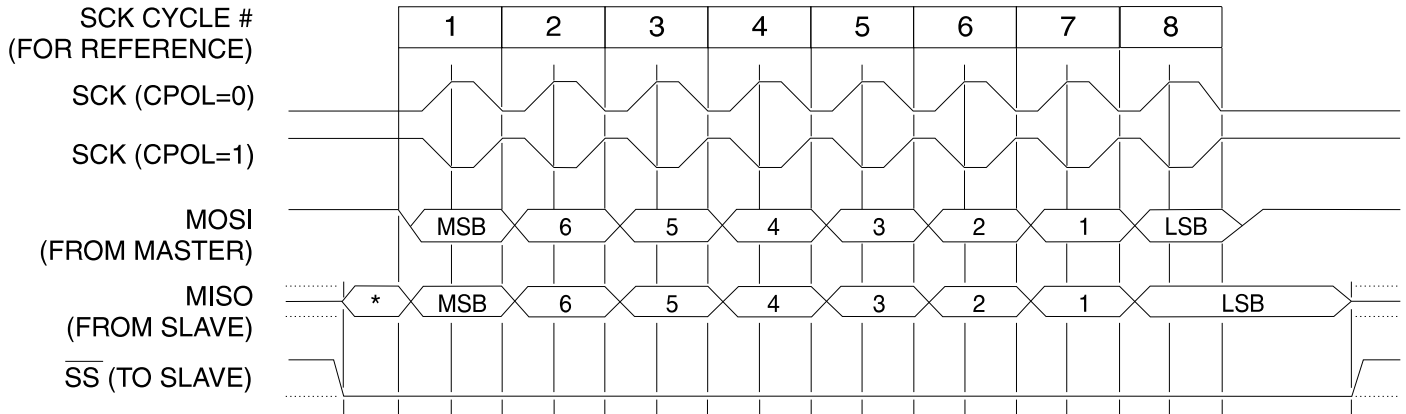 SCK CYCLE #
(FOR REFERENCE)
1 2 3 4 5 6 7 8
SCK (CPOL=0)
SCK (CPOL=1)
MOSI
(FROM MASTER)
MSB 6 5 4 3 2 1 LSB
MISO
(FROM SLAVE)
* MSB 6 5 4 3 2 1 LSB
SS (TO SLAVE)